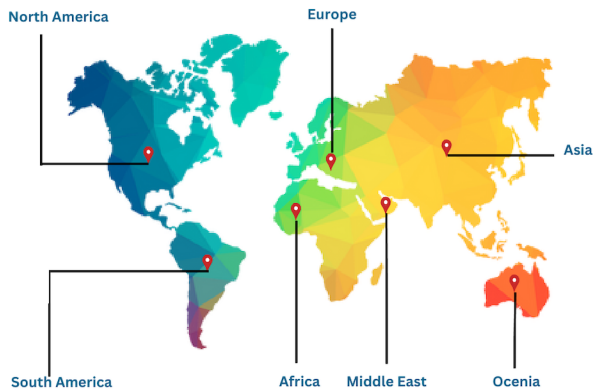 Europe
North America
Asia
South America
Africa
Middle East
Ocenia